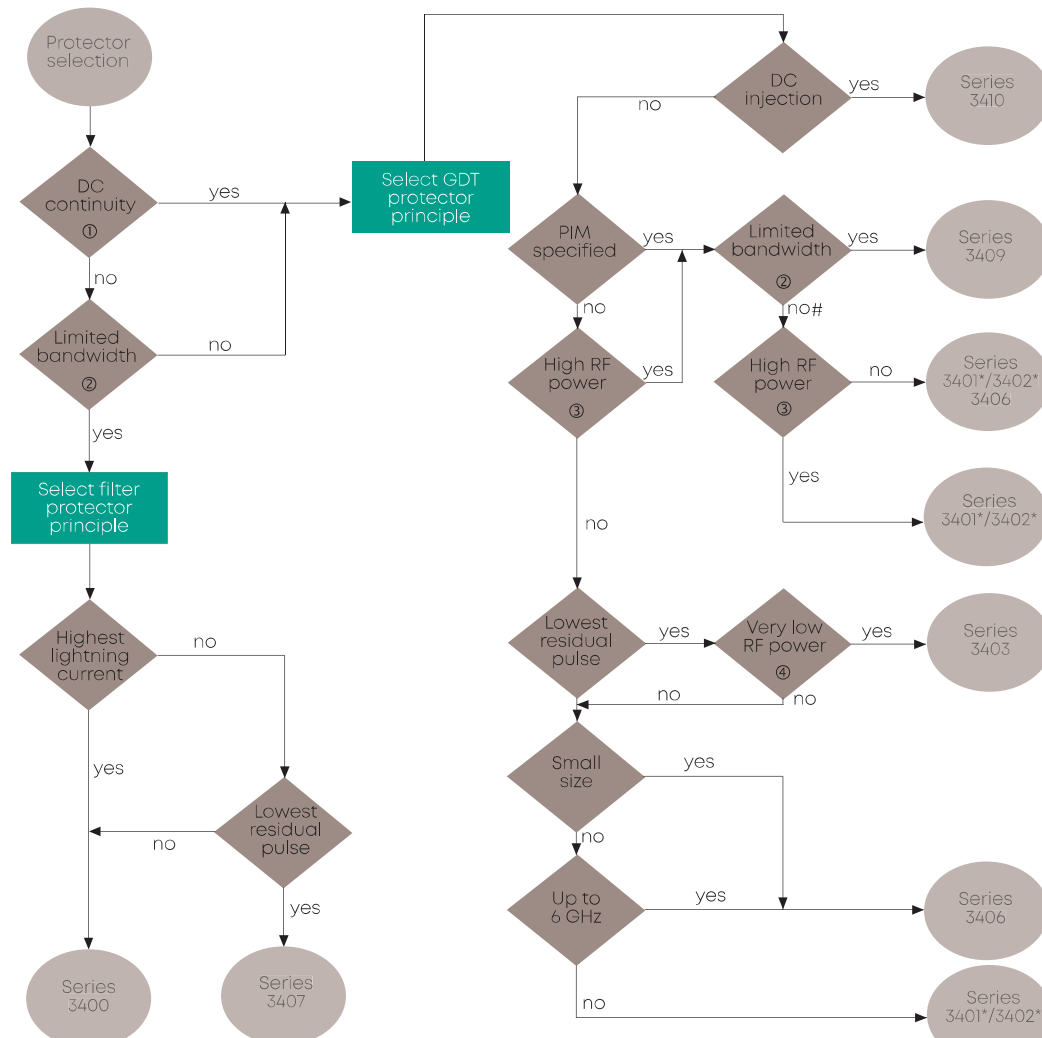 Protector
selection
DC
continuity
①
yes
no
Limited
bandwidth
②
no
yes
Select filter
protector
principle
Highest
lightning
current
no
yes
Lowest
residual
pulse
no
yes
Series
3400
Series
3407
Select GDT
protector
principle
DC
injection
yes
Series
3410
no
PIM
specified
yes
no
Limited
bandwidth
②
yes
Series
3409
no#
High RF
power
③
yes
no
High RF
power
③
no
Series
3401*/3402*
3406
yes
Series
3401*/3402*
Lowest
residual
pulse
yes
no
Very low
RF power
④
yes
Series
3403
no
Small
size
yes
no
Up to
6 GHz
yes
Series
3406
no
Series
3401*/3402*